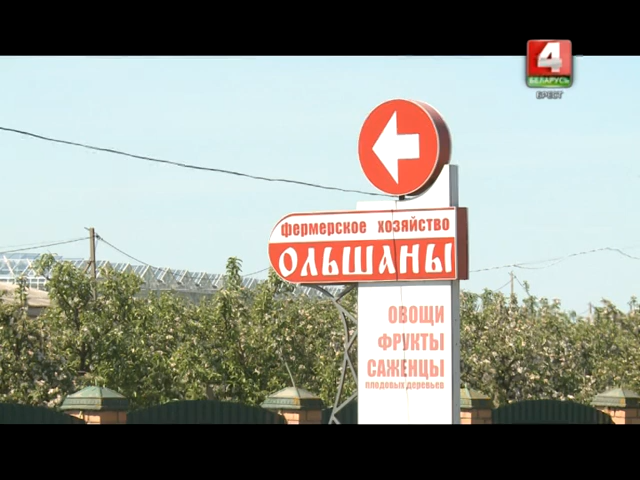 4
БЕЛАРУСЬ
БРЕСТ
фермерское хозяйство
ОЛЬШАНЫ
ОВОЩИ
ФРУКТЫ
САЖЕНЦЫ
плодовых деревьев